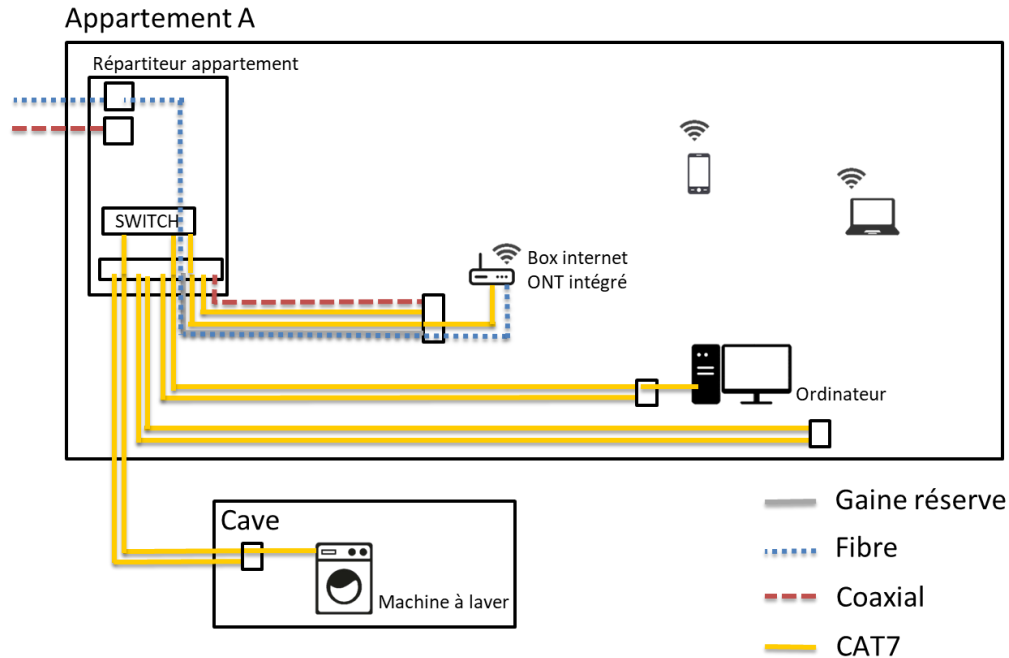 Appartement A
Répartiteur appartement
SWITCH
Box internet
ONT intégré
Ordinateur
Cave
Machine à laver
Gaine réserve
Fibre
Coaxial
CAT7